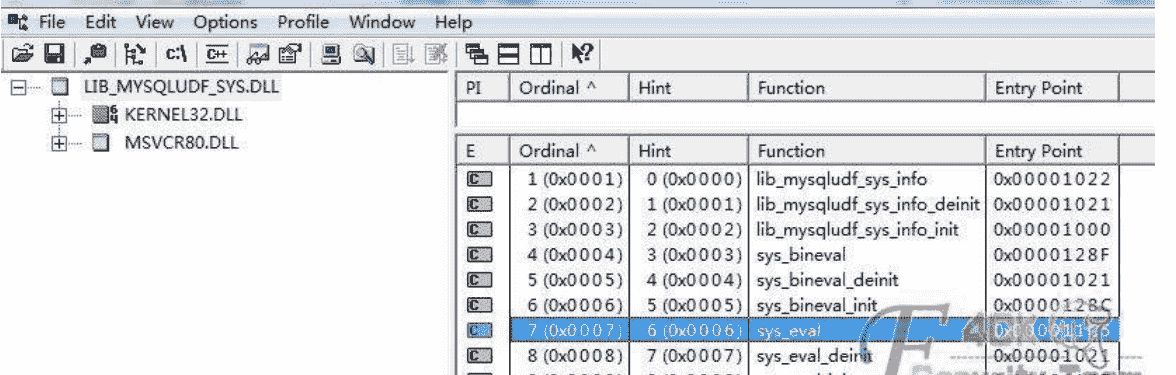 File Edit View Options Profile Window Help
C:\ C++
LIB_MYSQLUDF_SYS.DLL
KERNEL32.DLL
MSVCR80.DLL
PI Ordinal ^ Hint Function Entry Point
E Ordinal ^ Hint Function Entry Point
C 1 (0x0001) 0 (0x0000) lib_mysqludf_sys_info 0x00001022
C 2 (0x0002) 1 (0x0001) lib_mysqludf_sys_info_deinit 0x00001021
C 3 (0x0003) 2 (0x0002) lib_mysqludf_sys_info_init 0x00001000
C 4 (0x0004) 3 (0x0003) sys_bineval 0x0000128F
C 5 (0x0005) 4 (0x0004) sys_bineval_deinit 0x00001021
C 6 (0x0006) 5 (0x0005) sys_bineval_init 0x0000128C
C 7 (0x0007) 6 (0x0006) sys_eval
C 8 (0x0008) 7 (0x0007) sys_eval_deinit 0x00001021